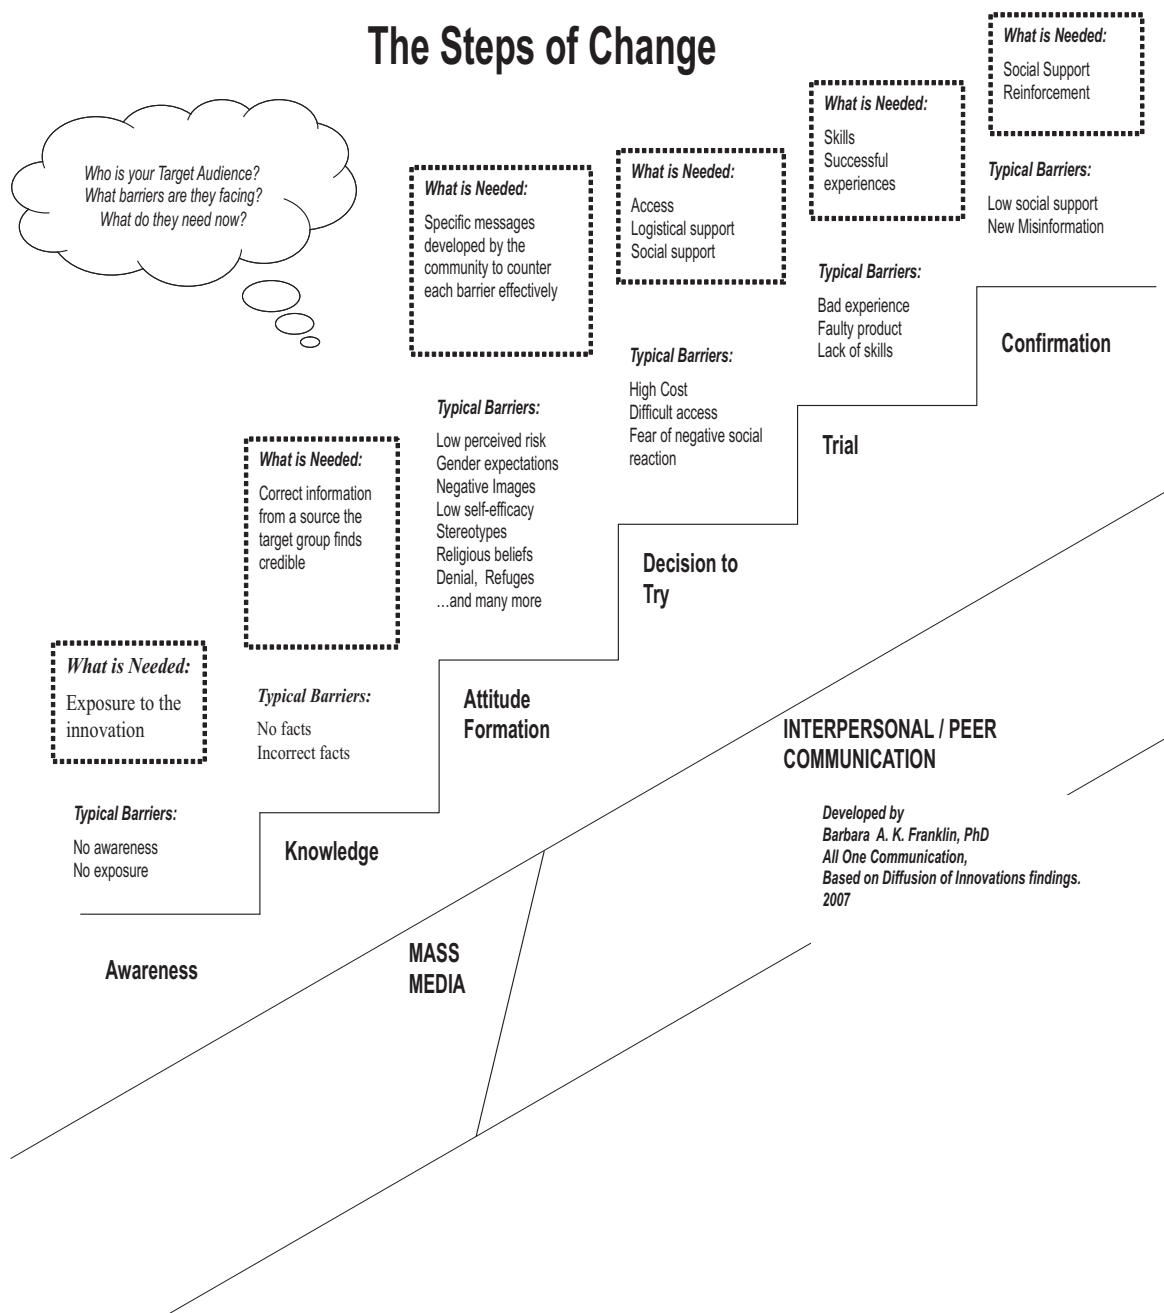 The Steps of Change
Who is your Target Audience?
What barriers are they facing?
What do they need now?
What is Needed:
Exposure to the
innovation
Typical Barriers:
No awareness
No exposure
Awareness
What is Needed:
Correct information
from a source the
target group finds
credible
Typical Barriers:
No facts
Incorrect facts
Knowledge
What is Needed:
Specific messages
developed by the
community to counter
each barrier effectively
Typical Barriers:
Low perceived risk
Gender expectations
Negative Images
Low self-efficacy
Stereotypes
Religious beliefs
Denial, Refuges
…and many more
Attitude
Formation
What is Needed:
Access
Logistical support
Social support
Typical Barriers:
High Cost
Difficult access
Fear of negative social
reaction
Decision to
Try
What is Needed:
Skills
Successful
experiences
Typical Barriers:
Bad experience
Faulty product
Lack of skills
Trial
What is Needed:
Social Support
Reinforcement
Typical Barriers:
Low social support
New Misinformation
Confirmation
MASS
MEDIA
INTERPERSONAL / PEER
COMMUNICATION
Developed by
Barbara A. K. Franklin, PhD
All One Communication,
Based on Diffusion of Innovations findings.
2007